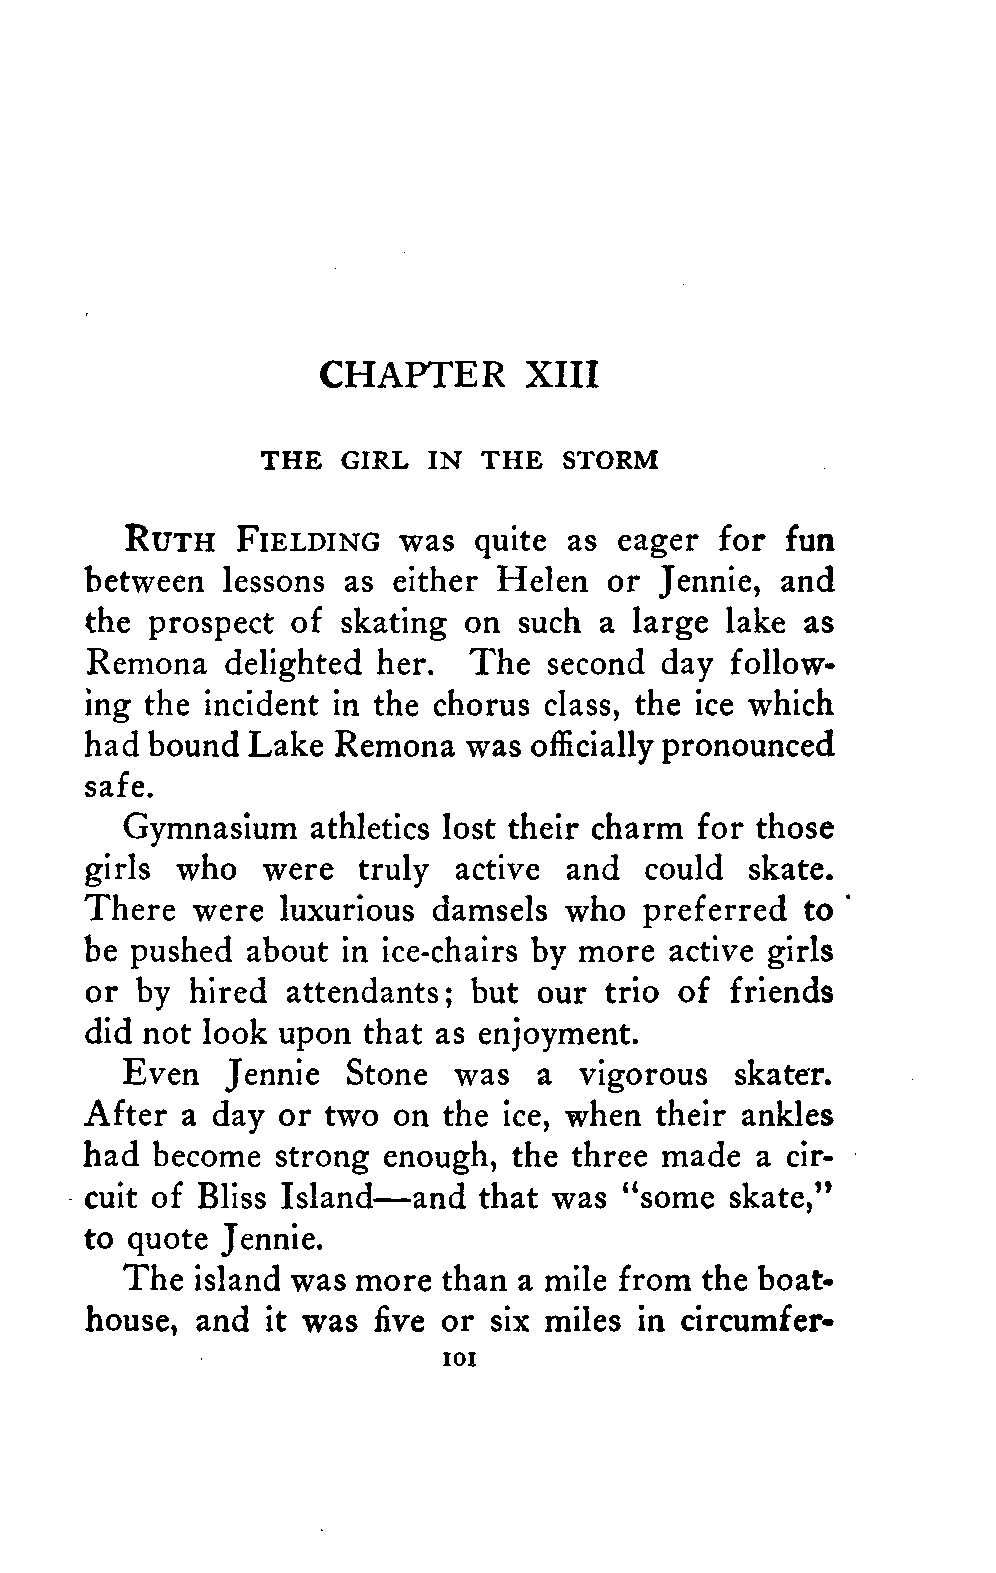 CHAPTER XIII
THE GIRL IN THE STORM
RUTH FIELDING was quite as eager for fun
between lessons as either Helen or Jennie, and
the prospect of skating on such a large lake as
Remona delighted her. The second day follow-
ing the incident in the chorus class, the ice which
had bound Lake Remona was officially pronounced
safe.
Gymnasium athletics lost their charm for those
girls who were truly active and could skate.
There were luxurious damsels who preferred to
be pushed about in ice-chairs by more active girls
or by hired attendants; but our trio of friends
did not look upon that as enjoyment.
Even Jennie Stone was a vigorous skater.
After a day or two on the ice, when their ankles
had become strong enough, the three made a cir-
cuit of Bliss Island—and that was "some skate,"
to quote Jennie.
The island was more than a mile from the boat-
house, and it was five or six miles in circumfer-
101